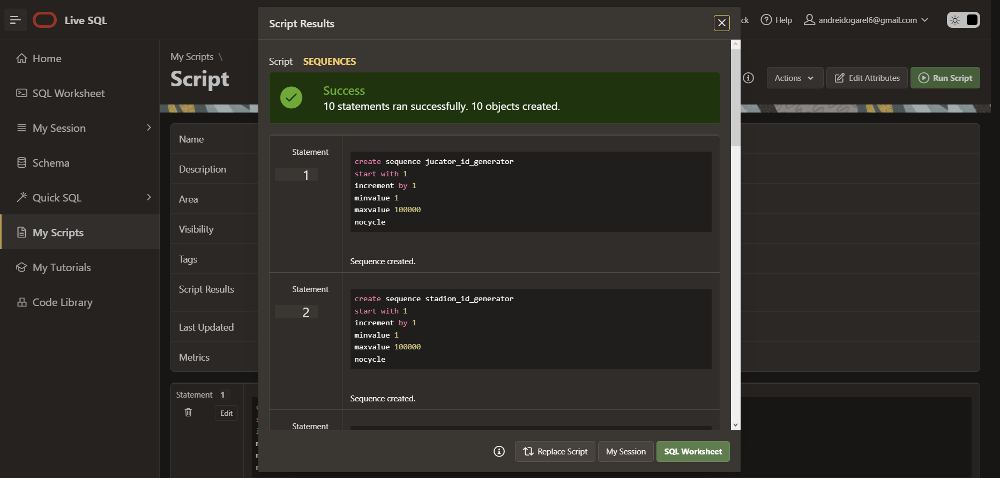 Live SQL
Home
SQL Worksheet
My Session
Schema
Quick SQL
My Scripts
My Tutorials
Code Library
My Scripts \
Script
Help
andreidogarel6@gmail.com
Actions
Edit Attributes
Run Script
Name
Description
Area
Visibility
Tags
Script Results
Last Updated
Metrics
Statement 1
Edit
Script Results
Script SEQUENCES
Success
10 statements ran successfully. 10 objects created.
Statement
1
create sequence jucator_id_generator
start with 1
increment by 1
minvalue 1
maxvalue 100000
nocycle
Sequence created.
Statement
2
create sequence stadion_id_generator
start with 1
increment by 1
minvalue 1
maxvalue 100000
nocycle
Sequence created.
Statement
Replace Script
My Session
SQL Worksheet